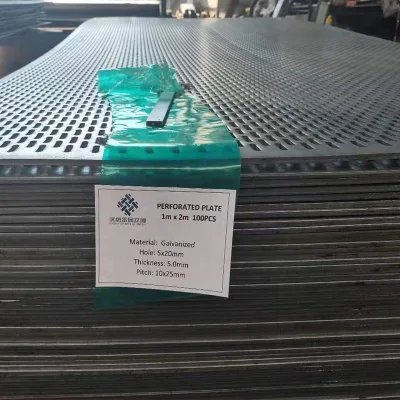 PERFORATED PLATE
1m x 2m 100PCS
Material: Galvanized
Hole: 5x20mm
Thickness: 5.0mm
Pitch: 10x25mm